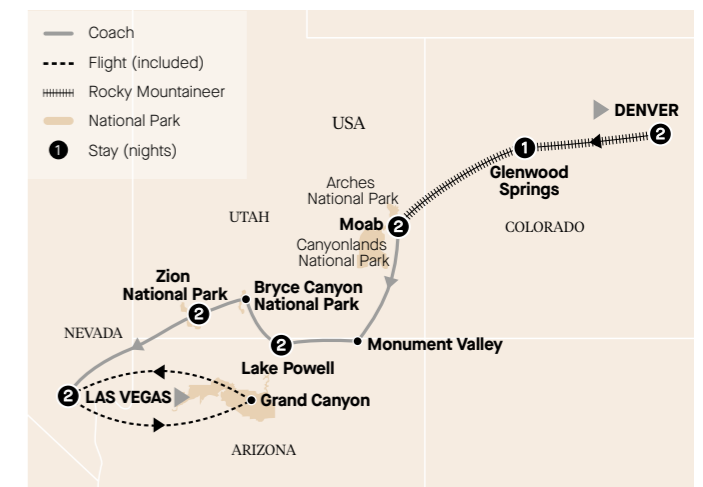 Coach
Flight (included)
Rocky Mountaineer
National Park
1 Stay (nights)
DENVER
2
USA
1
Glenwood
Springs
Arches
National Park
UTAH
Moab 2
COLORADO
Canyonlands
National Park
Zion
National Park
2
Bryce Canyon
National Park
NEVADA
2
Lake Powell
Monument Valley
2 LAS VEGAS
Grand Canyon
ARIZONA